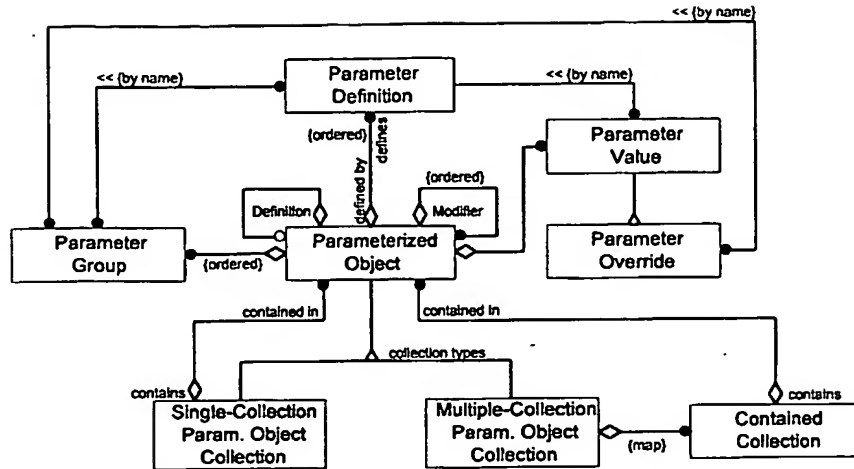 << {by name}
<< {by name}
Parameter
Definition
<< {by name}
{ordered}
defines
defined by
Parameter
Value
Definition
{ordered}
Modifier
Parameter
Group
{ordered}
Parameterized
Object
Parameter
Override
contained in
contained in
collection types
contains
contains
Single-Collection
Param. Object
Collection
Multiple-Collection
Param. Object
Collection
{map}
Contained
Collection